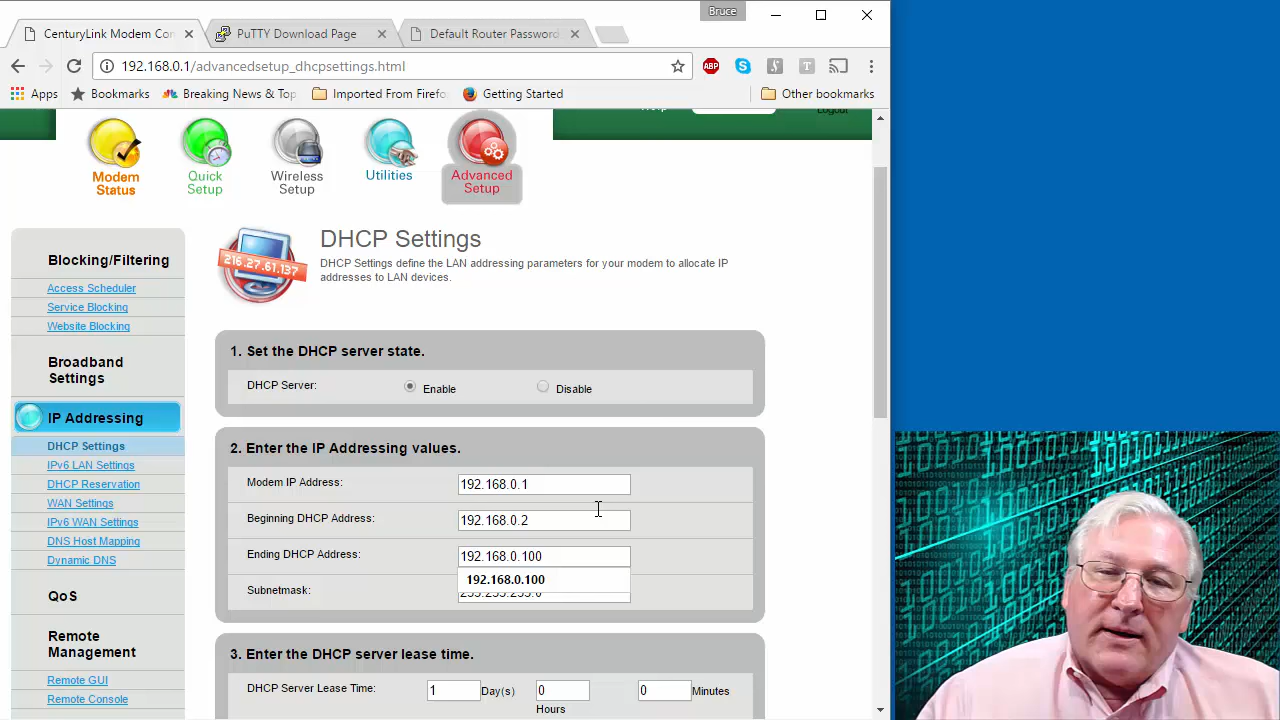 Bruce
CenturyLink Modem Con
PuTTY Download Page
Default Router Password
192.168.0.1/advancedsetup_dhcpsettings.html
ABP
Apps
Bookmarks
Breaking News & Top
Imported From Firefo
Getting Started
Other bookmarks
Help
Logout
Modem Status
Quick Setup
Wireless Setup
Utilities
Advanced Setup
216.27.61.137
DHCP Settings
DHCP Settings define the LAN addressing parameters for your modem to allocate IP
addresses to LAN devices.
Blocking/Filtering
Access Scheduler
Service Blocking
Website Blocking
Broadband
Settings
IP Addressing
DHCP Settings
IPv6 LAN Settings
DHCP Reservation
WAN Settings
IPv6 WAN Settings
DNS Host Mapping
Dynamic DNS
QoS
Remote
Management
Remote GUI
Remote Console
1. Set the DHCP server state.
DHCP Server: Enable Disable
2. Enter the IP Addressing values.
Modem IP Address: 192.168.0.1
Beginning DHCP Address: 192.168.0.2
Ending DHCP Address: 192.168.0.100
192.168.0.100
Subnetmask: 255.255.255.0
3. Enter the DHCP server lease time.
DHCP Server Lease Time: 1 Day(s) 0 Hours 0 Minutes